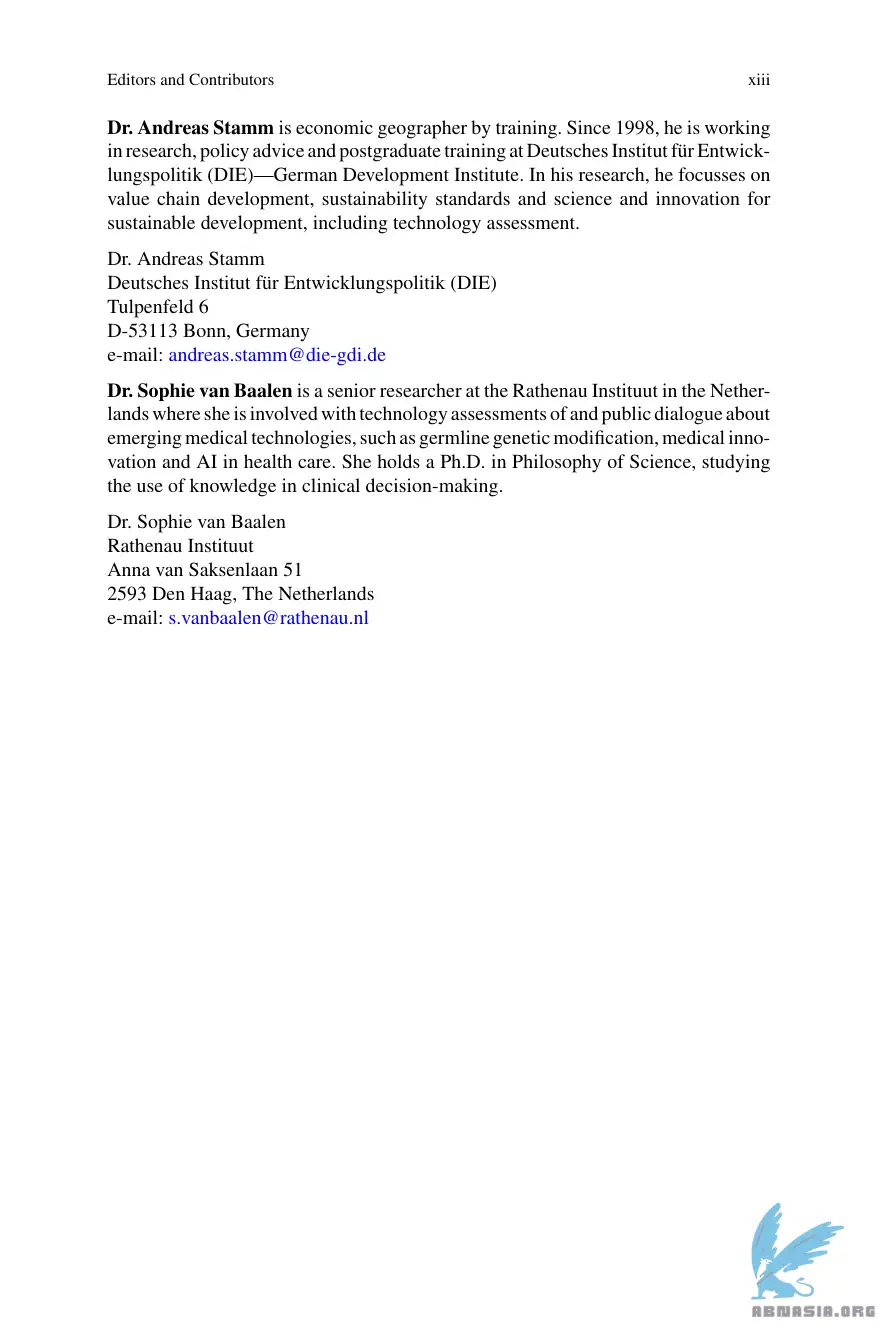 Editors and Contributors xiii
Dr. Andreas Stamm is economic geographer by training. Since 1998, he is working
in research, policy advice and postgraduate training at Deutsches Institut für Entwick-
lungspolitik (DIE)—German Development Institute. In his research, he focusses on
value chain development, sustainability standards and science and innovation for
sustainable development, including technology assessment.
Dr. Andreas Stamm
Deutsches Institut für Entwicklungspolitik (DIE)
Tulpenfeld 6
D-53113 Bonn, Germany
e-mail: andreas.stamm@die-gdi.de
Dr. Sophie van Baalen is a senior researcher at the Rathenau Instituut in the Nether-
lands where she is involved with technology assessments of and public dialogue about
emerging medical technologies, such as germline genetic modification, medical inno-
vation and AI in health care. She holds a Ph.D. in Philosophy of Science, studying
the use of knowledge in clinical decision-making.
Dr. Sophie van Baalen
Rathenau Instituut
Anna van Saksenlaan 51
2593 Den Haag, The Netherlands
e-mail: s.vanbaalen@rathenau.nl
ABNASIA.ORG